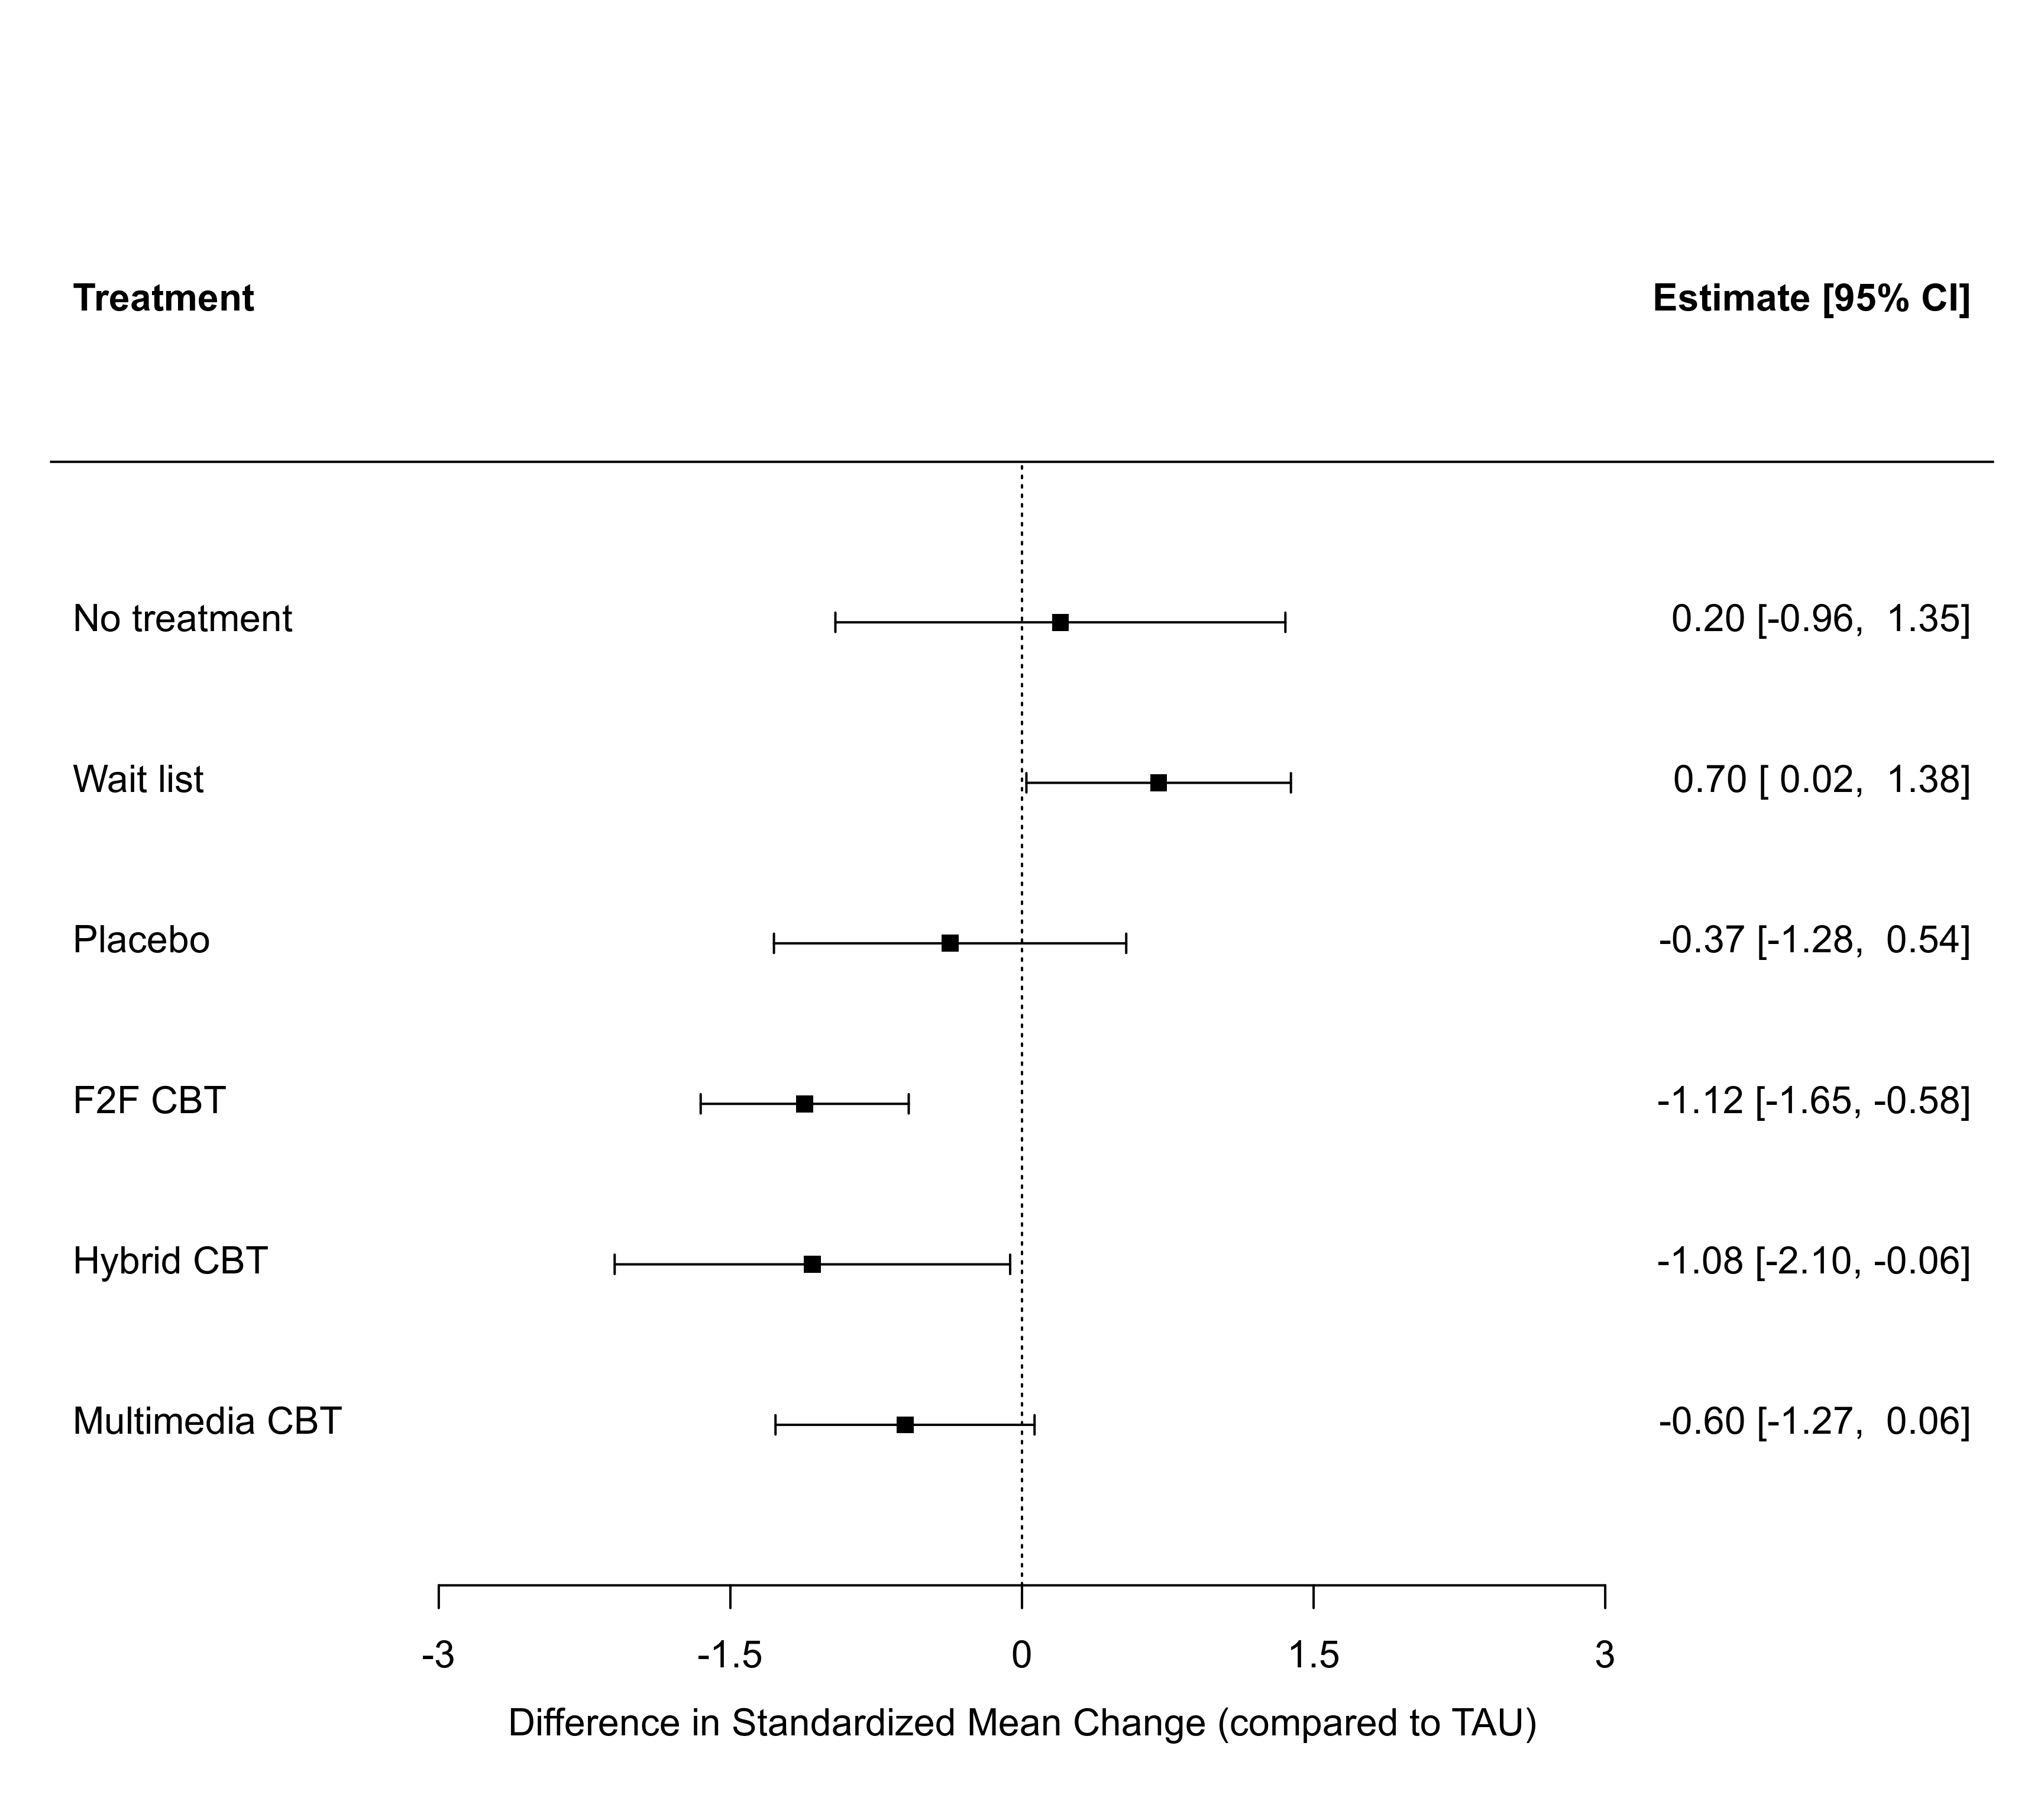 Treatment Estimate [95% CI]
No treatment 0.20 [-0.96, 1.35]
Wait list 0.70 [ 0.02, 1.38]
Placebo -0.37 [-1.28, 0.54]
F2F CBT -1.12 [-1.65, -0.58]
Hybrid CBT -1.08 [-2.10, -0.06]
Multimedia CBT -0.60 [-1.27, 0.06]
-3 -1.5 0 1.5 3
Difference in Standardized Mean Change (compared to TAU)